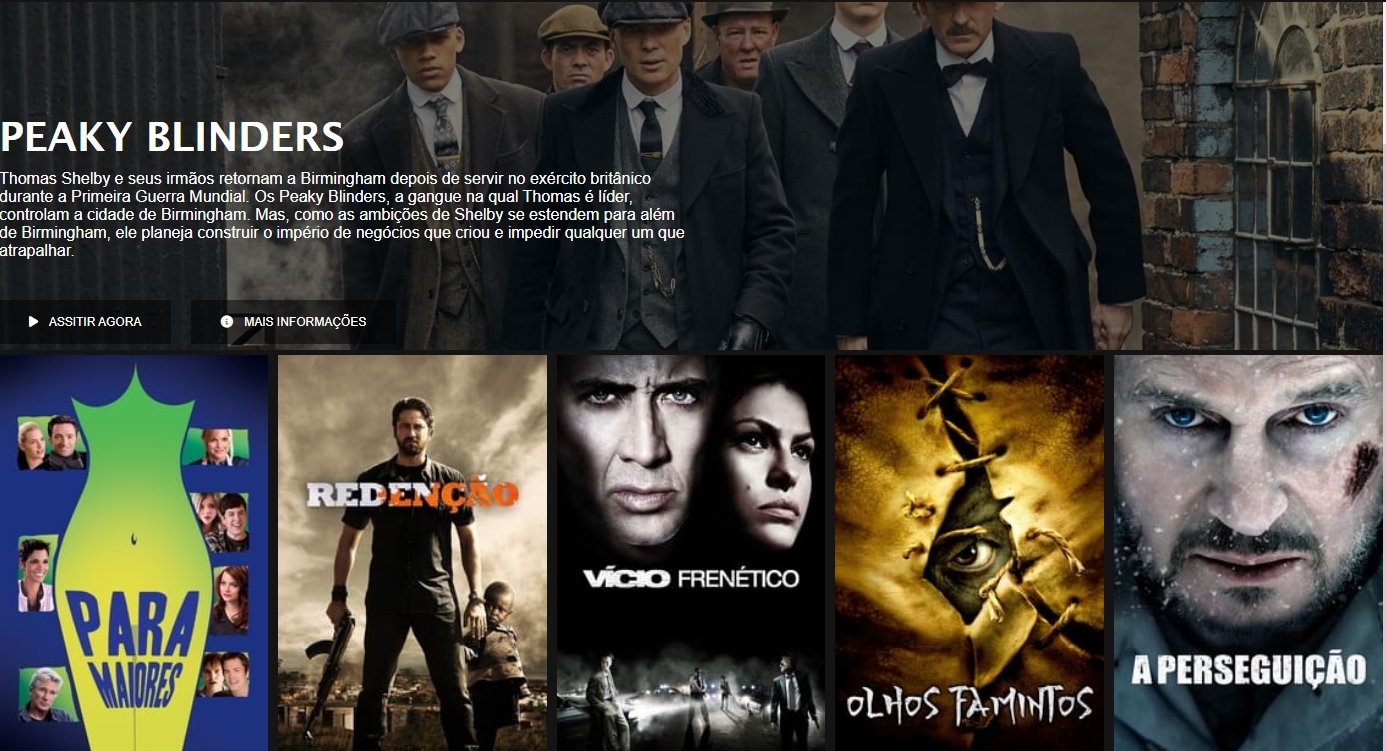 PEAKY BLINDERS
Thomas Shelby e seus irmãos retornam a Birmingham depois de servir no exército britânico
durante a Primeira Guerra Mundial. Os Peaky Blinders, a gangue na qual Thomas é líder,
controlam a cidade de Birmingham. Mas, como as ambições de Shelby se estendem para além
de Birmingham, ele planeja construir o império de negócios que criou e impedir qualquer um que
atrapalhar.
ASSITIR AGORA
MAIS INFORMAÇÕES
PARA
MAIORES
REDENÇÃO
VÍCIO FRENÉTICO
OLHOS FAMINTOS
A PERSEGUIÇÃO